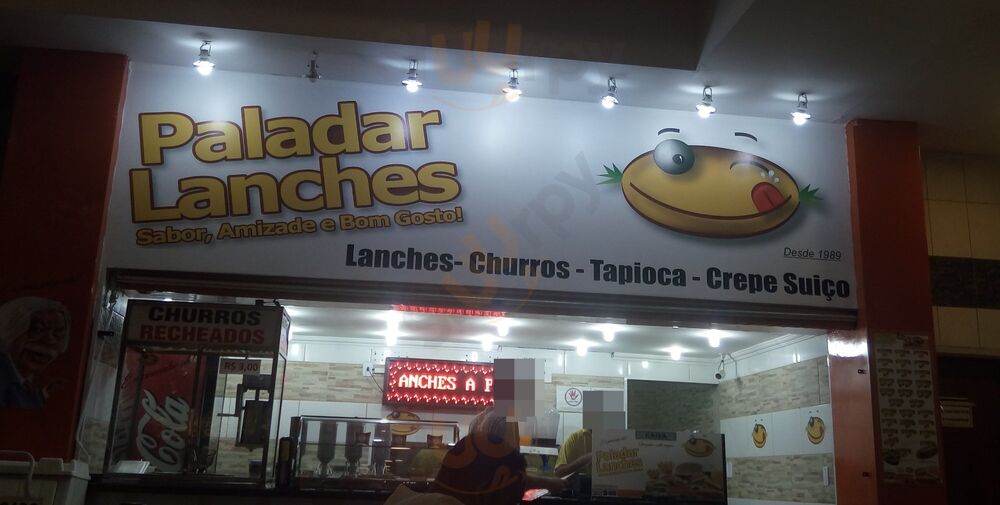 Paladar
Lanches
Sabor, Amizade e Bom Gosto!
Desde 1989
Lanches- Churros - Tapioca - Crepe Suiço
CHURROS
RECHEADOS
R$ 3,00
Coca Cola
ANCHES A P
CAIXA
Paladar
Lanches